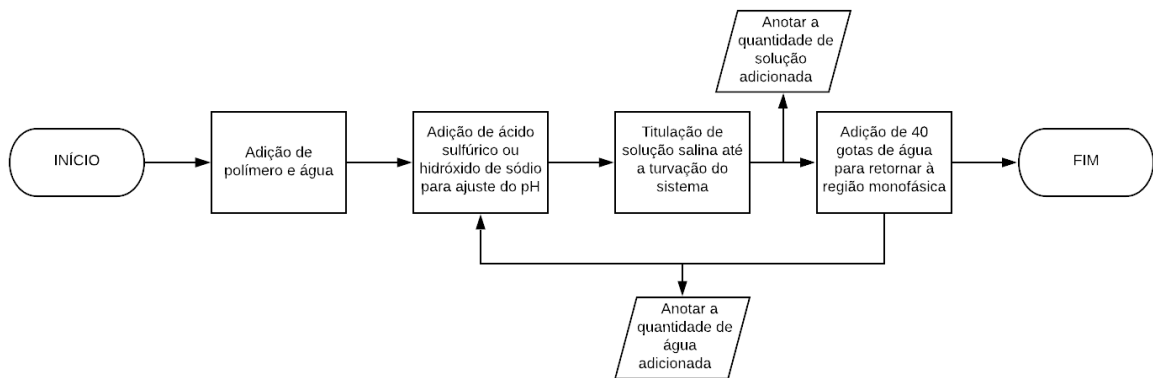 INÍCIO
Adição de
polímero e água
Adição de ácido
sulfúrico ou
hidróxido de sódio
para ajuste do pH
Titulação de
solução salina até
a turvação do
sistema
Anotar a
quantidade de
solução
adicionada
Adição de 40
gotas de água
para retornar à
região monofásica
FIM
Anotar a
quantidade de
água
adicionada